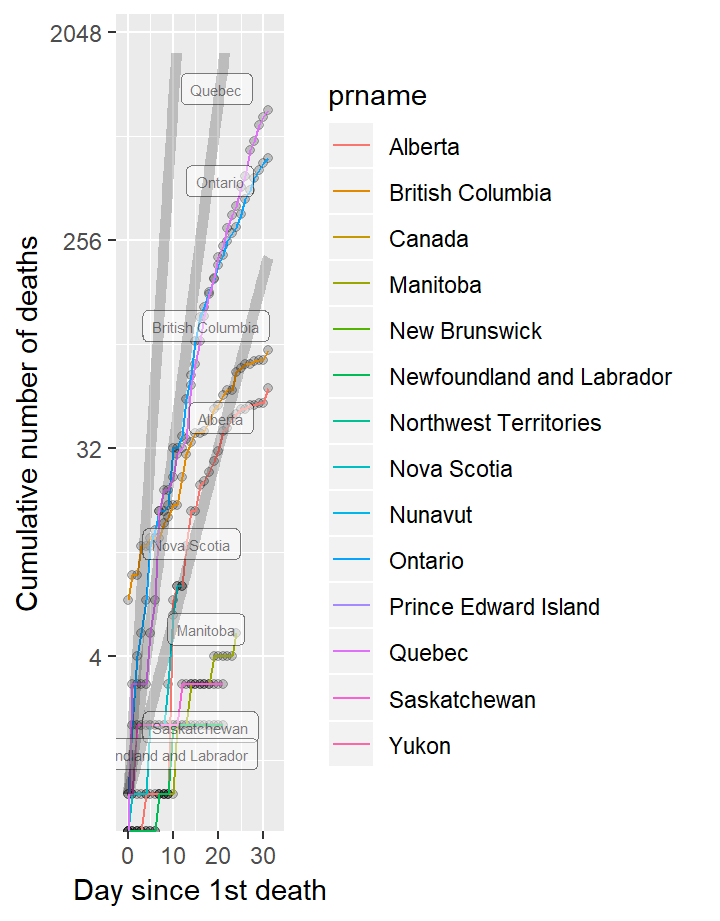 2048
256
32
4
Cumulative number of deaths
Quebec
Ontario
British Columbia
Alberta
Nova Scotia
Manitoba
Saskatchewan
ndland and Labrador
0 10 20 30
Day since 1st death
prname
Alberta
British Columbia
Canada
Manitoba
New Brunswick
Newfoundland and Labrador
Northwest Territories
Nova Scotia
Nunavut
Ontario
Prince Edward Island
Quebec
Saskatchewan
Yukon